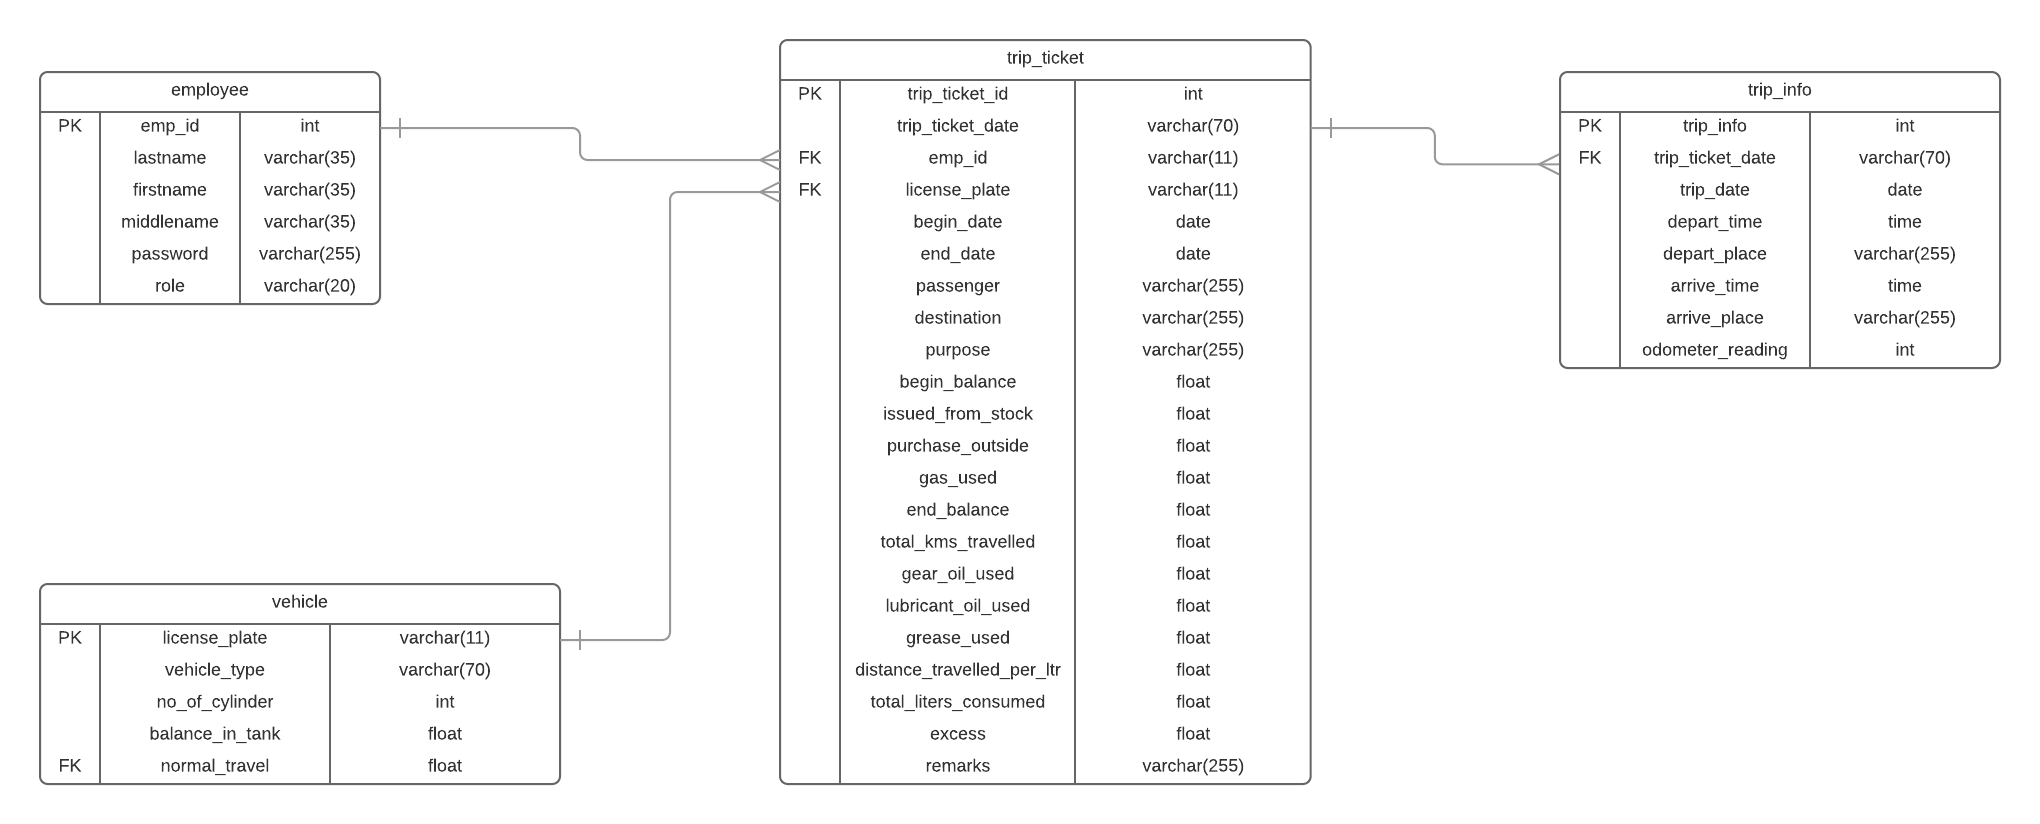 employee
PK emp_id int
lastname varchar(35)
firstname varchar(35)
middlename varchar(35)
password varchar(255)
role varchar(20)
vehicle
PK license_plate varchar(11)
vehicle_type varchar(70)
no_of_cylinder int
balance_in_tank float
FK normal_travel float
trip_ticket
PK trip_ticket_id int
trip_ticket_date varchar(70)
FK emp_id varchar(11)
FK license_plate varchar(11)
begin_date date
end_date date
passenger varchar(255)
destination varchar(255)
purpose varchar(255)
begin_balance float
issued_from_stock float
purchase_outside float
gas_used float
end_balance float
total_kms_travelled float
gear_oil_used float
lubricant_oil_used float
grease_used float
distance_travelled_per_ltr float
total_liters_consumed float
excess float
remarks varchar(255)
trip_info
PK trip_info int
FK trip_ticket_date varchar(70)
trip_date date
depart_time time
depart_place varchar(255)
arrive_time time
arrive_place varchar(255)
odometer_reading int